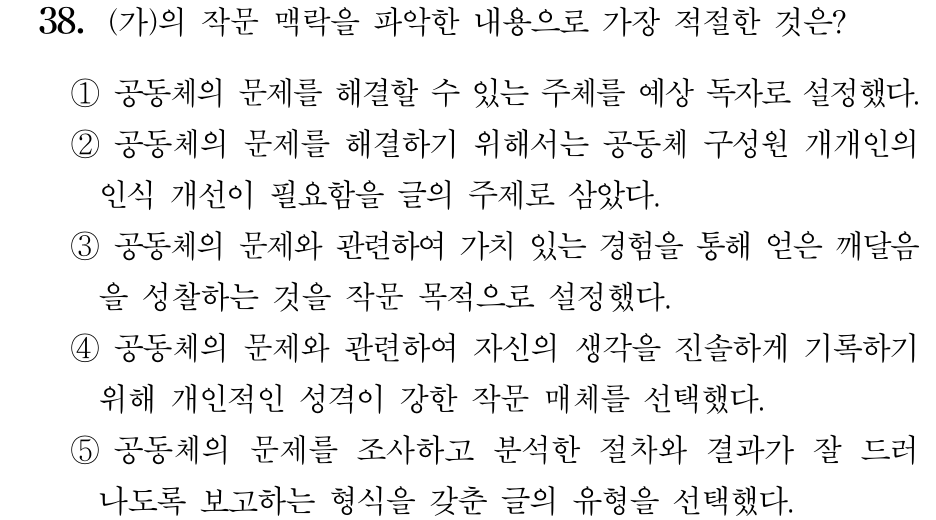 38. (가)의 작문 맥락을 파악한 내용으로 가장 적절한 것은?
① 공동체의 문제를 해결할 수 있는 주체를 예상 독자로 설정했다.
② 공동체의 문제를 해결하기 위해서는 공동체 구성원 개개인의
인식 개선이 필요함을 글의 주제로 삼았다.
③ 공동체의 문제와 관련하여 가치 있는 경험을 통해 얻은 깨달음
을 성찰하는 것을 작문 목적으로 설정했다.
④ 공동체의 문제와 관련하여 자신의 생각을 진솔하게 기록하기
위해 개인적인 성격이 강한 작문 매체를 선택했다.
⑤ 공동체의 문제를 조사하고 분석한 절차와 결과가 잘 드러
나도록 보고하는 형식을 갖춘 글의 유형을 선택했다.